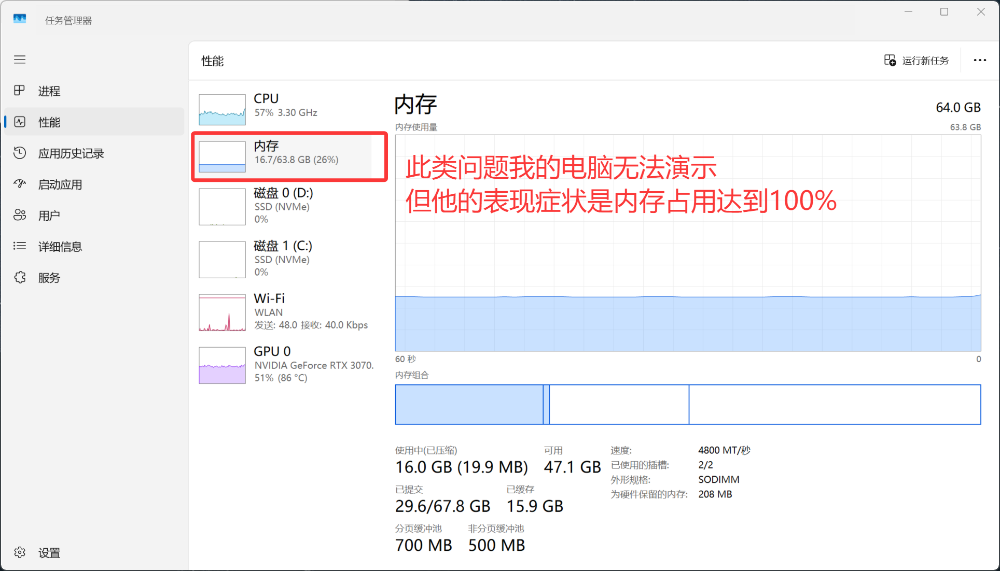 任务管理器
性能
运行新任务
进程
性能
应用历史记录
启动应用
用户
详细信息
服务
设置
CPU
57% 3.30 GHz
内存
16.7/63.8 GB (26%)
磁盘 0 (D:)
SSD (NVMe)
0%
磁盘 1 (C:)
SSD (NVMe)
0%
Wi-Fi
WLAN
发送: 48.0 接收: 40.0 Kbps
GPU 0
NVIDIA GeForce RTX 3070.
51% (86 °C)
内存
64.0 GB
内存使用量
63.8 GB
此类问题我的电脑无法演示
但他的表现症状是内存占用达到100%
60 秒
0
内存组合
使用中(已压缩)
16.0 GB (19.9 MB)
可用
47.1 GB
已提交
29.6/67.8 GB
已缓存
15.9 GB
分页缓冲池
700 MB
非分页缓冲池
500 MB
速度:
4800 MT/秒
已使用的插槽:
2/2
外形规格:
SODIMM
为硬件保留的内存:
208 MB